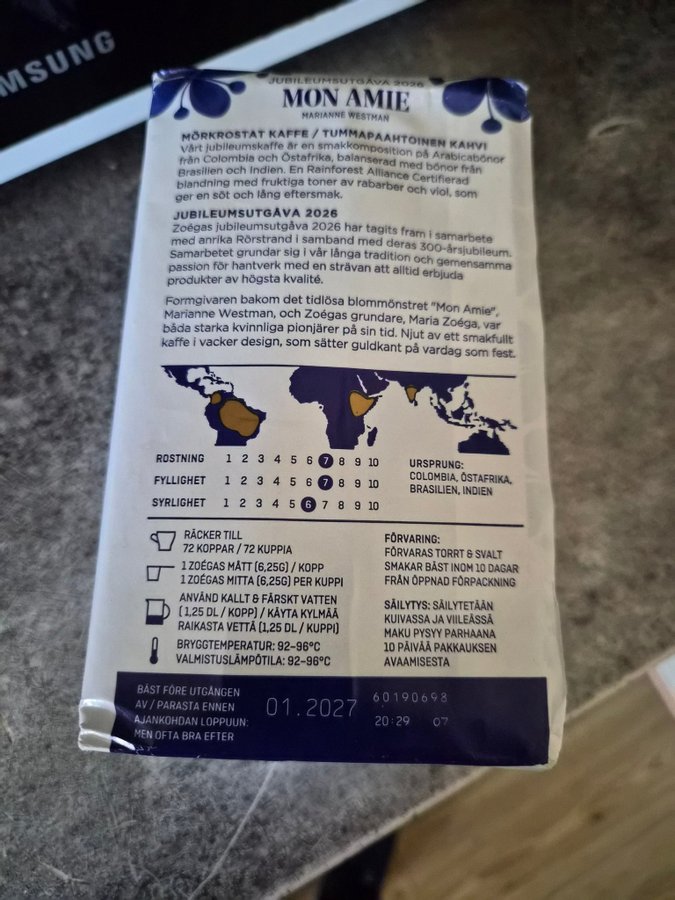 MSUNG
JUBILEUMSUTGÅVA 2026
MON AMIE
MARIANNE WESTMAN
MÖRKROSTAT KAFFE / TUMMAPAAHTOINEN KAHVI
Vårt jubileumskaffe är en smakkomposition på Arabicabönor
från Colombia och Östafrika, balanserad med bönor från
Brasilien och Indien. En Rainforest Alliance Certifierad
blandning med fruktiga toner av rabarber och viol, som
ger en söt och lång eftersmak.
JUBILEUMSUTGÅVA 2026
Zoégas jubileumsutgåva 2026 har tagits fram i samarbete
med anrika Rörstrand i samband med deras 300-årsjubileum.
Samarbetet grundar sig i vår långa tradition och gemensamma
passion för hantverk med en strävan att alltid erbjuda
produkter av högsta kvalité.
Formgivaren bakom det tidlösa blommönstret "Mon Amie",
Marianne Westman, och Zoégas grundare, Maria Zoéga, var
båda starka kvinnliga pionjärer på sin tid. Njut av ett smakfullt
kaffe i vacker design, som sätter guldkant på vardag som fest.
ROSTNING 1 2 3 4 5 6 7 8 9 10
FYLLIGHET 1 2 3 4 5 6 7 8 9 10
SYRLIGHET 1 2 3 4 5 6 7 8 9 10
URSPRUNG:
COLOMBIA, ÖSTAFRIKA,
BRASILIEN, INDIEN
RÄCKER TILL
72 KOPPAR / 72 KUPPIA
1 ZOÉGAS MÅTT (6,25G) / KOPP
1 ZOÉGAS MITTA (6,25G) PER KUPPI
ANVÄND KALLT & FÄRSKT VATTEN
(1,25 DL / KOPP) / KÄYTÄ KYLMÄÄ
RAIKASTA VETTÄ (1,25 DL / KUPPI)
BRYGGTEMPERATUR: 92–96°C
VALMISTUSLÄMPÖTILA: 92–96°C
FÖRVARING:
FÖRVARAS TORRT & SVALT
SMAKAR BÄST INOM 10 DAGAR
FRÅN ÖPPNAD FÖRPACKNING
SÄILYTYS: SÄILYTETÄÄN
KUIVASSA JA VIILEÄSSÄ
MAKU PYSYY PARHAANA
10 PÄIVÄÄ PAKKAUKSEN
AVAAMISESTA
BÄST FÖRE UTGÅNGEN
AV / PARASTA ENNEN
AJANKOHDAN LOPPUUN:
MEN OFTA BRA EFTER
01.2027
60190698
20:29 07